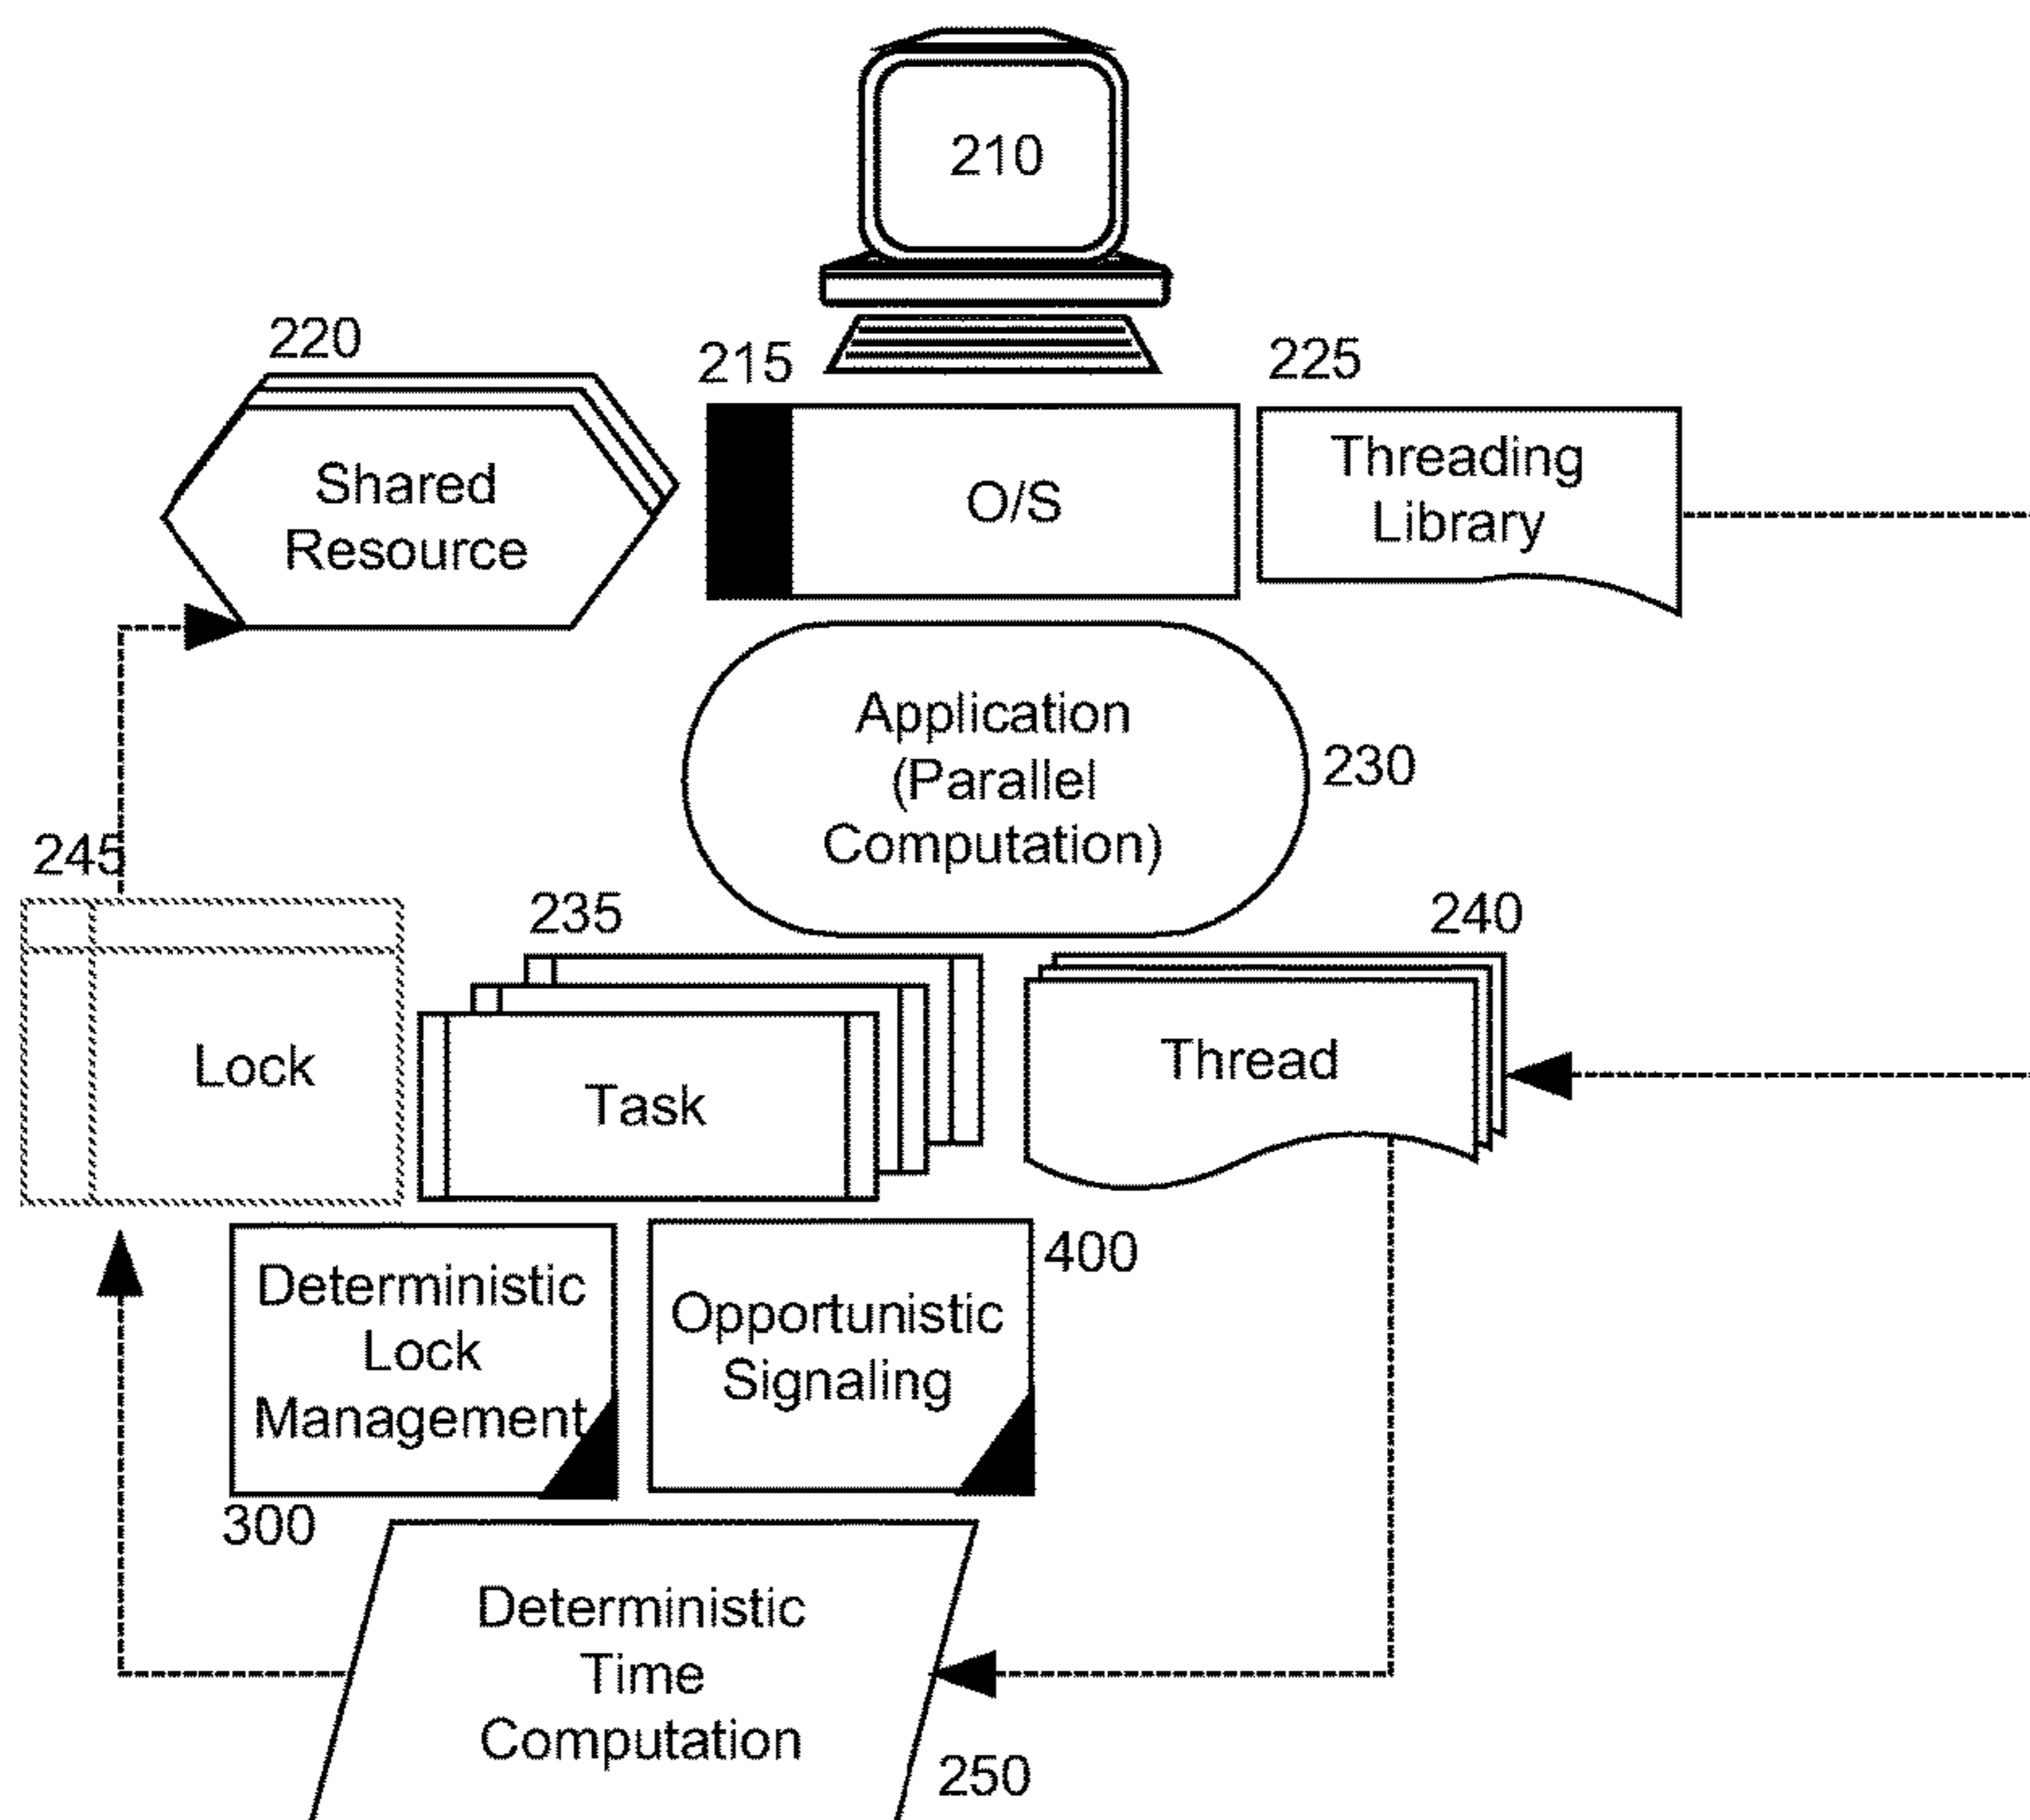 210
220
215
225
Shared
Resource
O/S
Threading
Library
Application
(Parallel
Computation)
230
245
235
240
Lock
Task
Thread
Deterministic
Lock
Management
300
Opportunistic
Signaling
400
Deterministic
Time
Computation
250